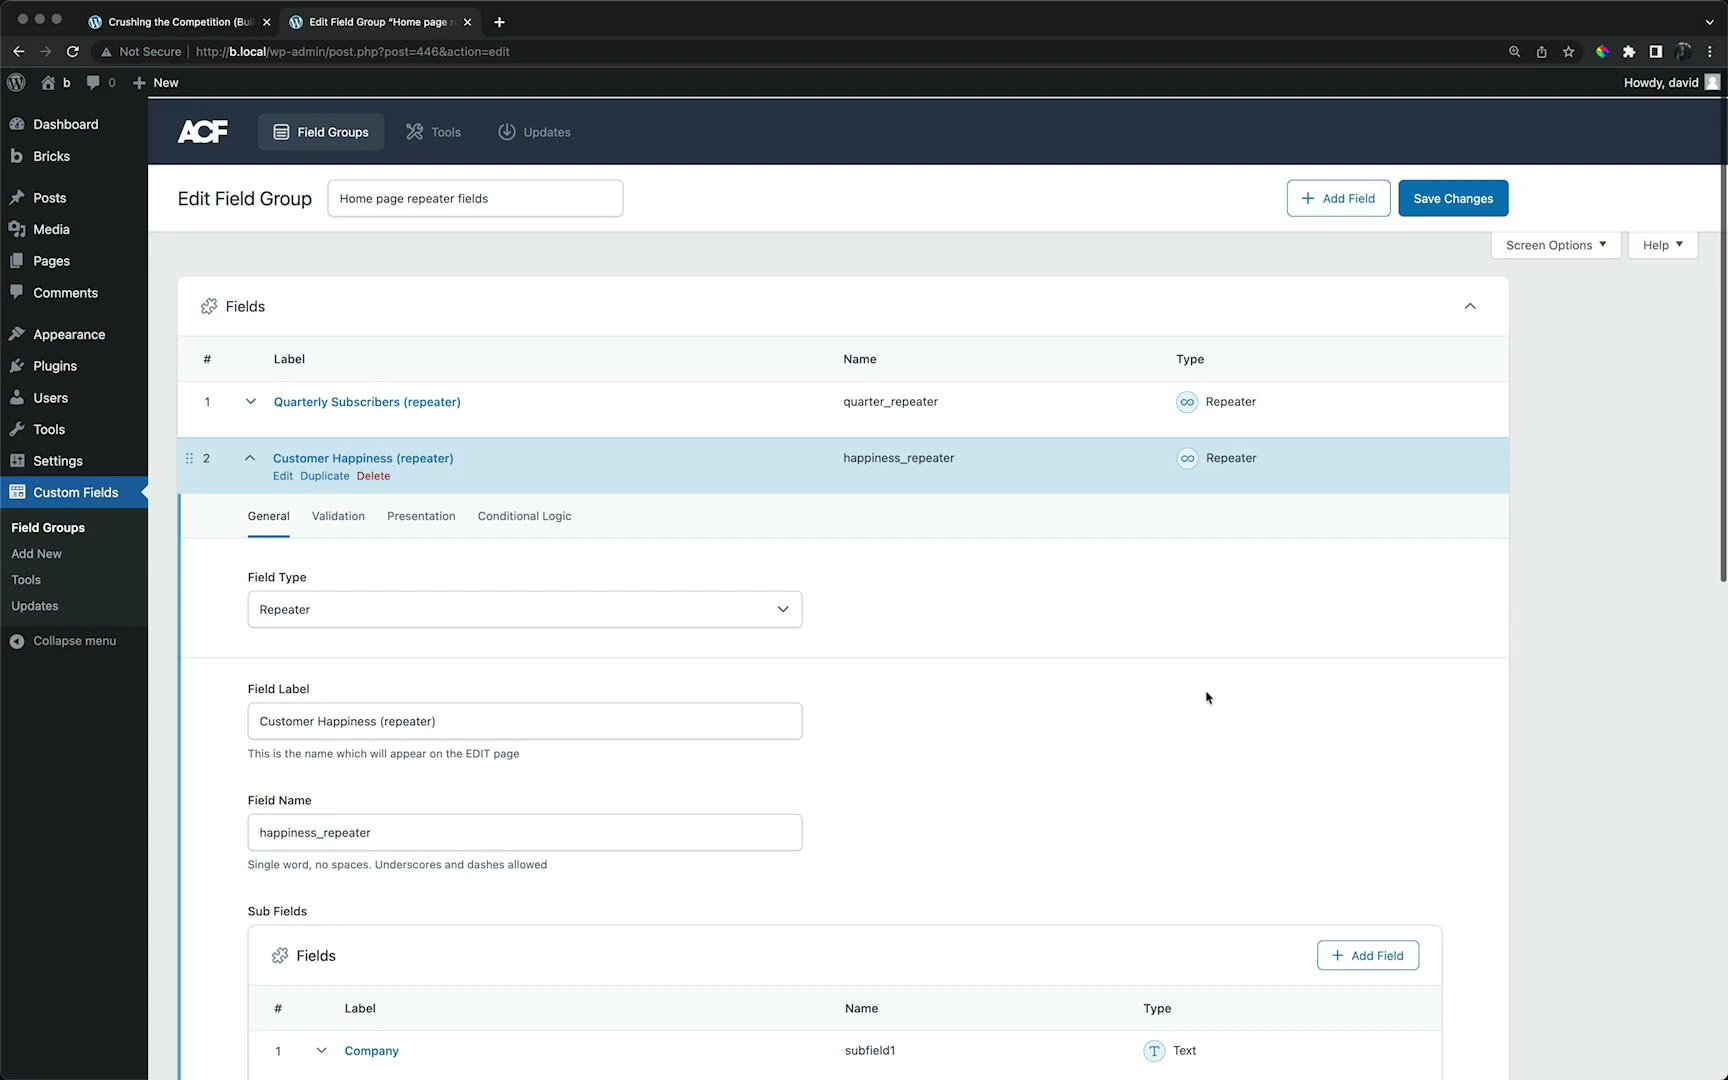 Crushing the Competition (Bui
Edit Field Group "Home page r
Not Secure
http://b.local/wp-admin/post.php?post=446&action=edit
b
0
New
Howdy, david
Dashboard
Bricks
Posts
Media
Pages
Comments
Appearance
Plugins
Users
Tools
Settings
Custom Fields
Field Groups
Add New
Tools
Updates
Collapse menu
ACF
Field Groups
Tools
Updates
Edit Field Group
Home page repeater fields
+ Add Field
Save Changes
Screen Options
Help
Fields
# Label Name Type
1 Quarterly Subscribers (repeater) quarter_repeater Repeater
2 Customer Happiness (repeater) happiness_repeater Repeater
Edit Duplicate Delete
General Validation Presentation Conditional Logic
Field Type
Repeater
Field Label
Customer Happiness (repeater)
This is the name which will appear on the EDIT page
Field Name
happiness_repeater
Single word, no spaces. Underscores and dashes allowed
Sub Fields
Fields
+ Add Field
# Label Name Type
1 Company subfield1 T Text